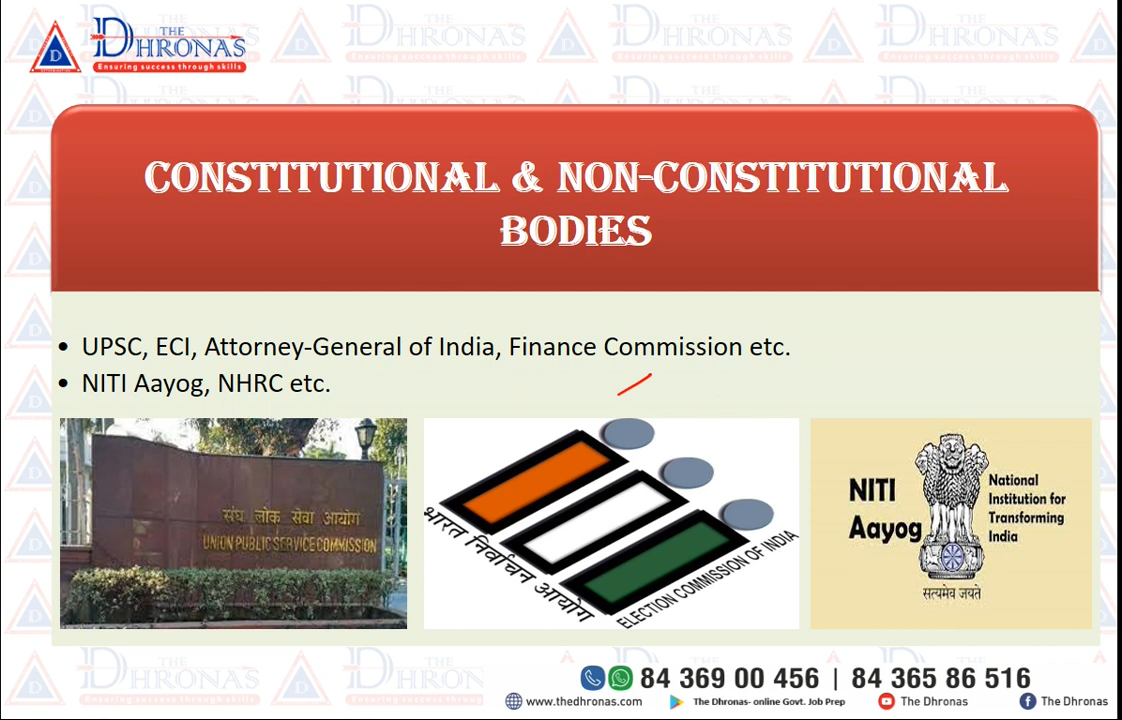 THE
DHRONAS
Ensuring success through skills
CONSTITUTIONAL & NON-CONSTITUTIONAL
BODIES
• UPSC, ECI, Attorney-General of India, Finance Commission etc.
• NITI Aayog, NHRC etc.
संघ लोक सेवा आयोग
UNION PUBLIC SERVICE COMMISSION
भारत निर्वाचन आयोग
ELECTION COMMISSION OF INDIA
NITI
Aayog
National
Institution for
Transforming
India
सत्यमेव जयते
84 369 00 456 | 84 365 86 516
www.thedhronas.com
The Dhronas- online Govt. Job Prep
The Dhronas
The Dhronas